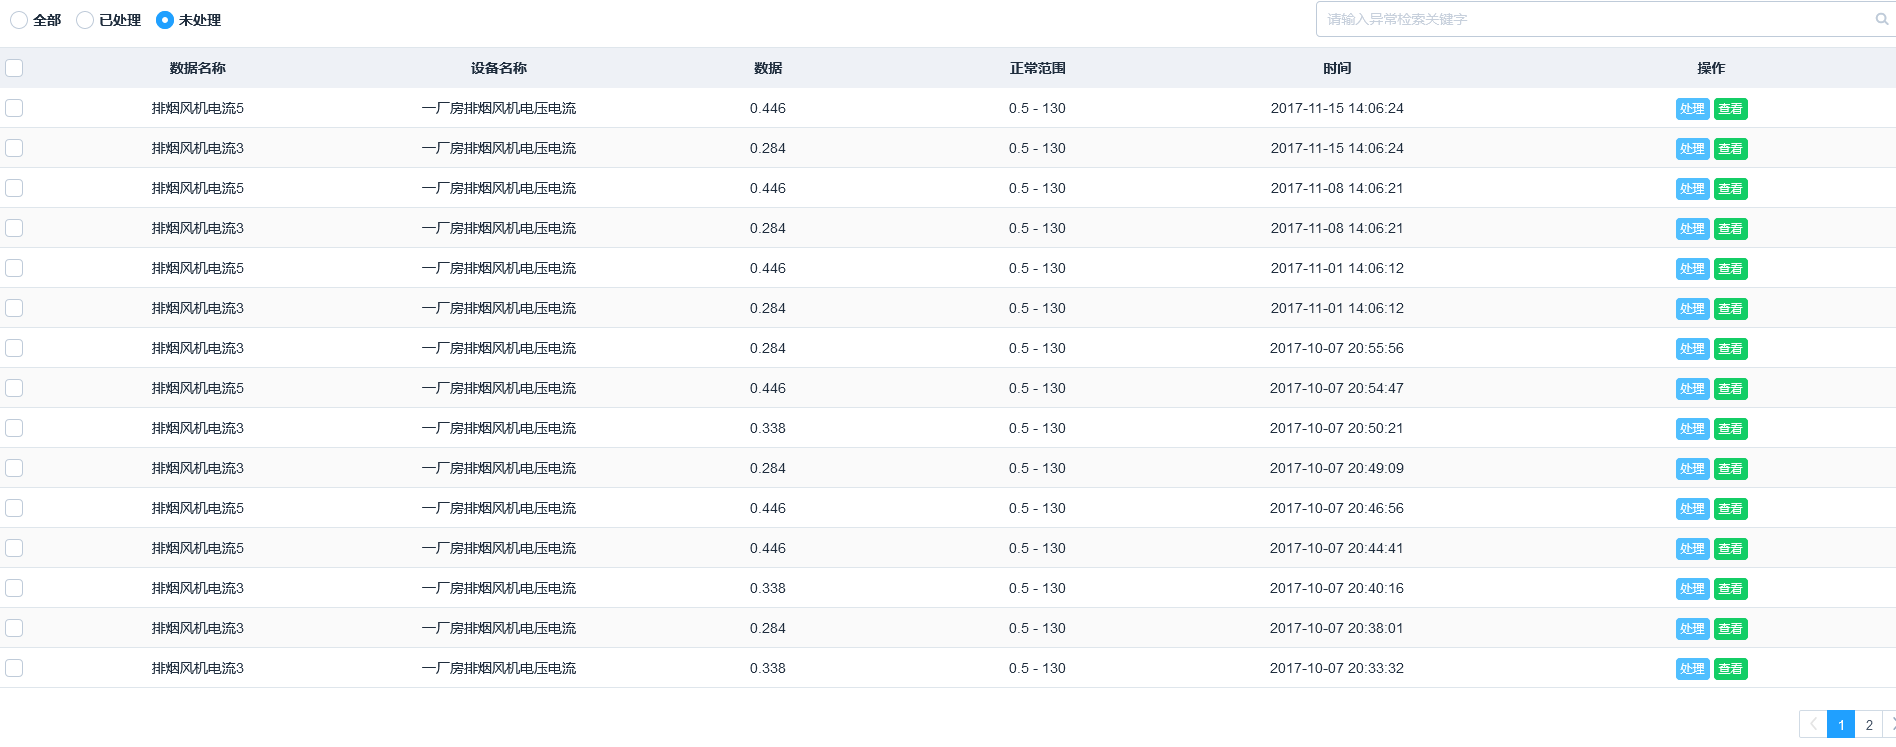 全部 已处理 未处理 请输入异常检索关键字
数据名称 设备名称 数据 正常范围 时间 操作
排烟风机电流5 一厂房排烟风机电压电流 0.446 0.5 - 130 2017-11-15 14:06:24 处理 查看
排烟风机电流3 一厂房排烟风机电压电流 0.284 0.5 - 130 2017-11-15 14:06:24 处理 查看
排烟风机电流5 一厂房排烟风机电压电流 0.446 0.5 - 130 2017-11-08 14:06:21 处理 查看
排烟风机电流3 一厂房排烟风机电压电流 0.284 0.5 - 130 2017-11-08 14:06:21 处理 查看
排烟风机电流5 一厂房排烟风机电压电流 0.446 0.5 - 130 2017-11-01 14:06:12 处理 查看
排烟风机电流3 一厂房排烟风机电压电流 0.284 0.5 - 130 2017-11-01 14:06:12 处理 查看
排烟风机电流3 一厂房排烟风机电压电流 0.284 0.5 - 130 2017-10-07 20:55:56 处理 查看
排烟风机电流5 一厂房排烟风机电压电流 0.446 0.5 - 130 2017-10-07 20:54:47 处理 查看
排烟风机电流3 一厂房排烟风机电压电流 0.338 0.5 - 130 2017-10-07 20:50:21 处理 查看
排烟风机电流3 一厂房排烟风机电压电流 0.284 0.5 - 130 2017-10-07 20:49:09 处理 查看
排烟风机电流5 一厂房排烟风机电压电流 0.446 0.5 - 130 2017-10-07 20:46:56 处理 查看
排烟风机电流5 一厂房排烟风机电压电流 0.446 0.5 - 130 2017-10-07 20:44:41 处理 查看
排烟风机电流3 一厂房排烟风机电压电流 0.338 0.5 - 130 2017-10-07 20:40:16 处理 查看
排烟风机电流3 一厂房排烟风机电压电流 0.284 0.5 - 130 2017-10-07 20:38:01 处理 查看
排烟风机电流3 一厂房排烟风机电压电流 0.338 0.5 - 130 2017-10-07 20:33:32 处理 查看
1 2